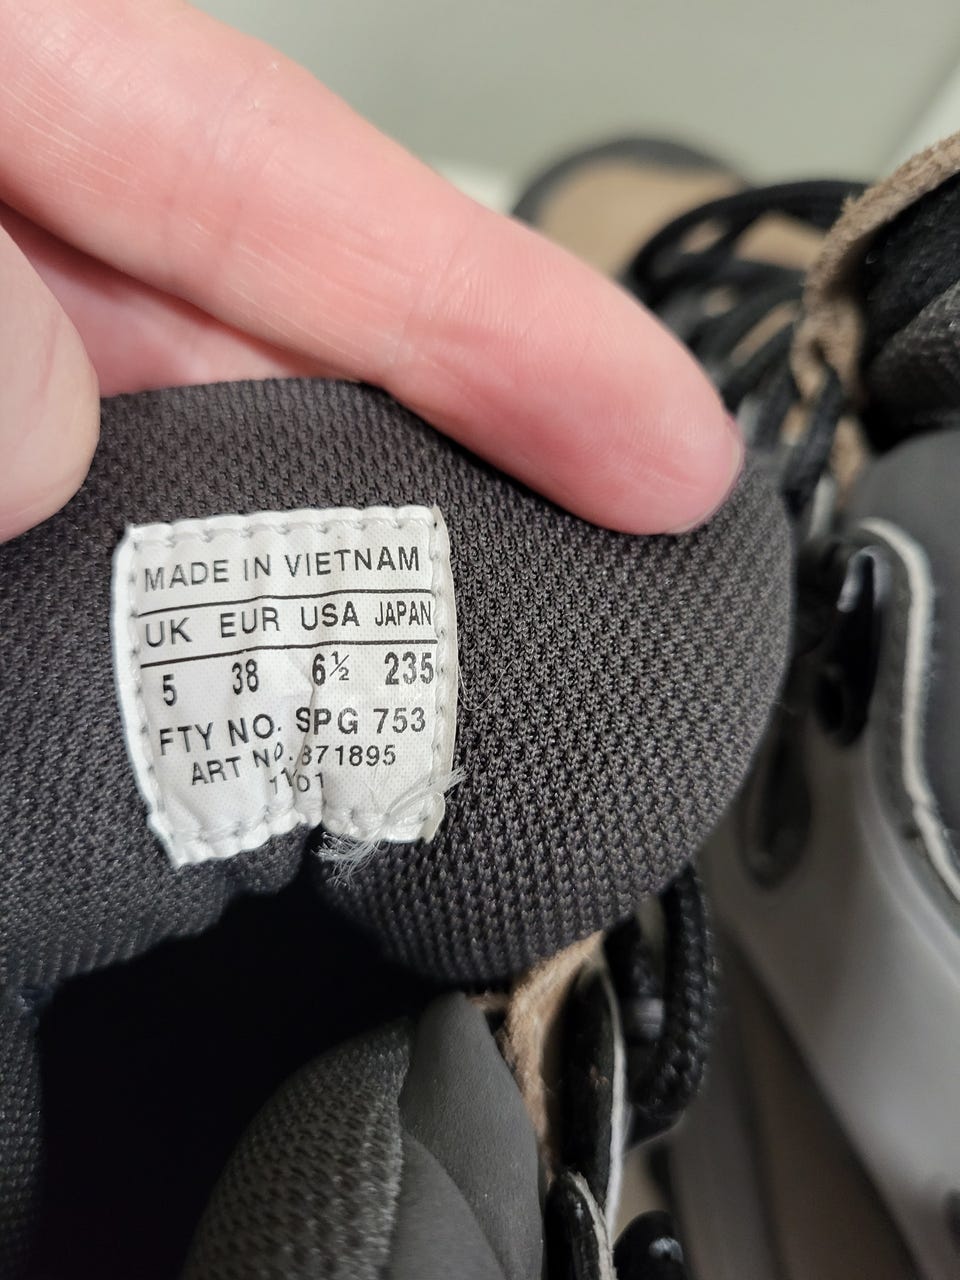 MADE IN VIETNAM
UK EUR USA JAPAN
5 38 6½ 235
FTY NO. SPG 753
ART NO. 871895
1101